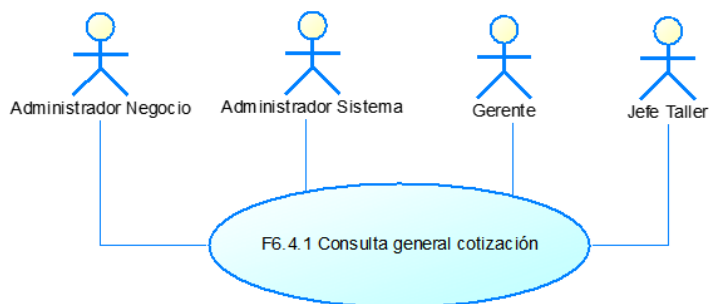 Administrador Negocio
Administrador Sistema
Gerente
Jefe Taller
F6.4.1 Consulta general cotización